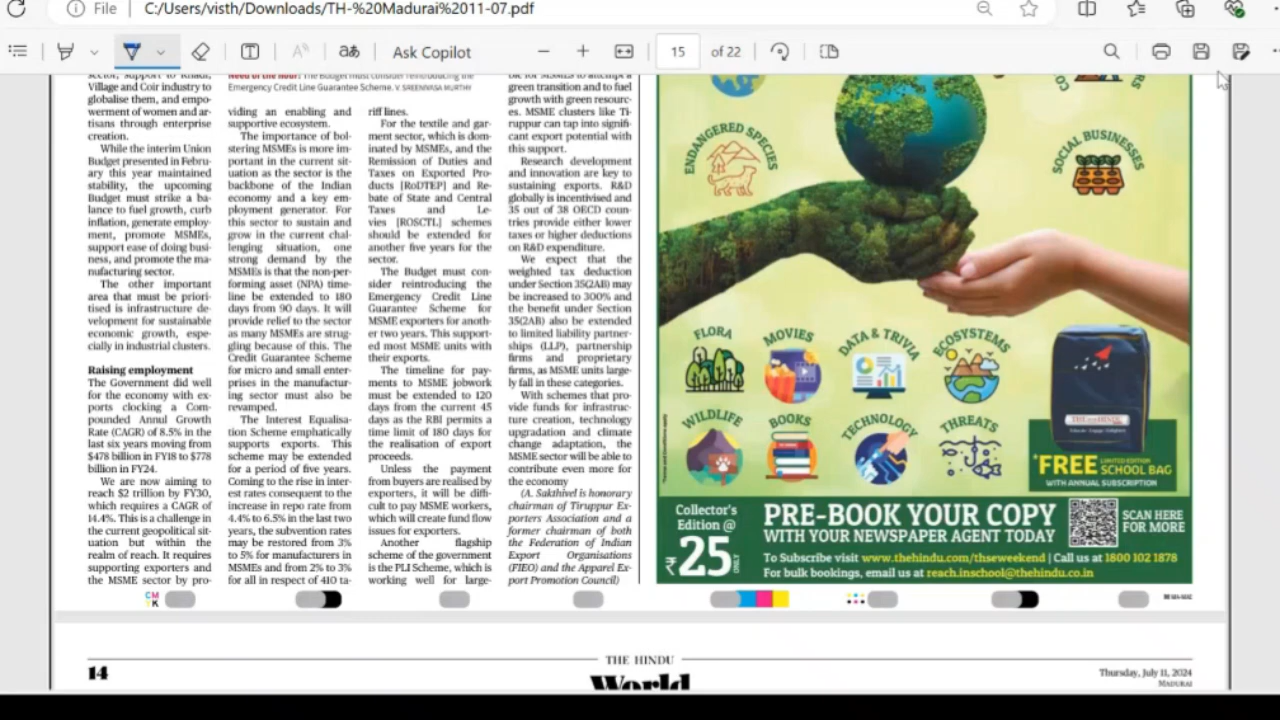 File
C:/Users/visth/Downloads/TH-%20Madurai%2011-07.pdf
Ask Copilot
15 of 22
sector, support to Khadi,
Village and Coir industry to
globalise them, and empo-
werment of women and ar-
tisans through enterprise
creation.
While the interim Union
Budget presented in Febru-
ary this year maintained
stability, the upcoming
Budget must strike a ba-
lance to fuel growth, curb
inflation, generate employ-
ment, promote MSMEs,
support ease of doing busi-
ness, and promote the ma-
nufacturing sector.
The other important
area that must be priori-
tised is infrastructure de-
velopment for sustainable
economic growth, espe-
cially in industrial clusters.
Raising employment
The Government did well
for the economy with ex-
ports clocking a Com-
pounded Annul Growth
Rate (CAGR) of 8.5% in the
last six years moving from
$478 billion in FY18 to $778
billion in FY24.
We are now aiming to
reach $2 trillion by FY30,
which requires a CAGR of
14.4%. This is a challenge in
the current geopolitical sit-
uation but within the
realm of reach. It requires
supporting exporters and
the MSME sector by pro-
Need of the hour: The Budget must consider reintroducing the
Emergency Credit Line Guarantee Scheme. V. SREENIVASA MURTHY
viding an enabling and
supportive ecosystem.
The importance of bol-
stering MSMEs is more im-
portant in the current sit-
uation as the sector is the
backbone of the Indian
economy and a key em-
ployment generator. For
this sector to sustain and
grow in the current chal-
lenging situation, one
strong demand by the
MSMEs is that the non-per-
forming asset (NPA) time-
line be extended to 180
days from 90 days. It will
provide relief to the sector
as many MSMEs are strug-
gling because of this. The
Credit Guarantee Scheme
for micro and small enter-
prises in the manufactur-
ing sector must also be
revamped.
The Interest Equalisa-
tion Scheme emphatically
supports exports. This
scheme may be extended
for a period of five years.
Coming to the rise in inter-
est rates consequent to the
increase in repo rate from
4.4% to 6.5% in the last two
years, the subvention rates
may be restored from 3%
to 5% for manufacturers in
MSMEs and from 2% to 3%
for all in respect of 410 ta-
riff lines.
For the textile and gar-
ment sector, which is dom-
inated by MSMEs, and the
Remission of Duties and
Taxes on Exported Pro-
ducts [RoDTEP] and Re-
bate of State and Central
Taxes and Le-
vies [ROSCTL] schemes
should be extended for
another five years for the
sector.
The Budget must con-
sider reintroducing the
Emergency Credit Line
Guarantee Scheme for
MSME exporters for anoth-
er two years. This support-
ed most MSME units with
their exports.
The timeline for pay-
ments to MSME jobwork
must be extended to 120
days from the current 45
days as the RBI permits a
time limit of 180 days for
the realisation of export
proceeds.
Unless the payment
from buyers are realised by
exporters, it will be diffi-
cult to pay MSME workers,
which will create fund flow
issues for exporters.
Another flagship
scheme of the government
is the PLI Scheme, which is
working well for large-
green transition and to fuel
growth with green resourc-
es. MSME clusters like Ti-
ruppur can tap into signifi-
cant export potential with
this support.
Research development
and innovation are key to
sustaining exports. R&D
globally is incentivised and
35 out of 38 OECD coun-
tries provide either lower
taxes or higher deductions
on R&D expenditure.
We expect that the
weighted tax deduction
under Section 35(2AB) may
be increased to 300% and
the benefit under Section
35(2AB) also be extended
to limited liability partner-
ships (LLP), partnership
firms and proprietary
firms, as MSME units large-
ly fall in these categories.
With schemes that pro-
vide funds for infrastruc-
ture creation, technology
upgradation and climate
change adaptation, the
MSME sector will be able to
contribute even more for
the economy
(A. Sakthivel is honorary
chairman of Tiruppur Ex-
porters Association and a
former chairman of both
the Federation of Indian
Export Organisations
(FIEO) and the Apparel Ex-
port Promotion Council)
ENDANGERED SPECIES
SOCIAL BUSINESSES
FLORA
MOVIES
DATA & TRIVIA
ECOSYSTEMS
WILDLIFE
BOOKS
TECHNOLOGY
THREATS
THE HINDU
*FREE LIMITED EDITION
SCHOOL BAG
WITH ANNUAL SUBSCRIPTION
Collector's
Edition @
₹25 ONLY
PRE-BOOK YOUR COPY
WITH YOUR NEWSPAPER AGENT TODAY
SCAN HERE
FOR MORE
To Subscribe visit www.thehindu.com/thseweekend | Call us at 1800 102 1878
For bulk bookings, email us at reach.inschool@thehindu.co.in
CM
YK
14
THE HINDU
World
Thursday, July 11, 2024
MADURAI